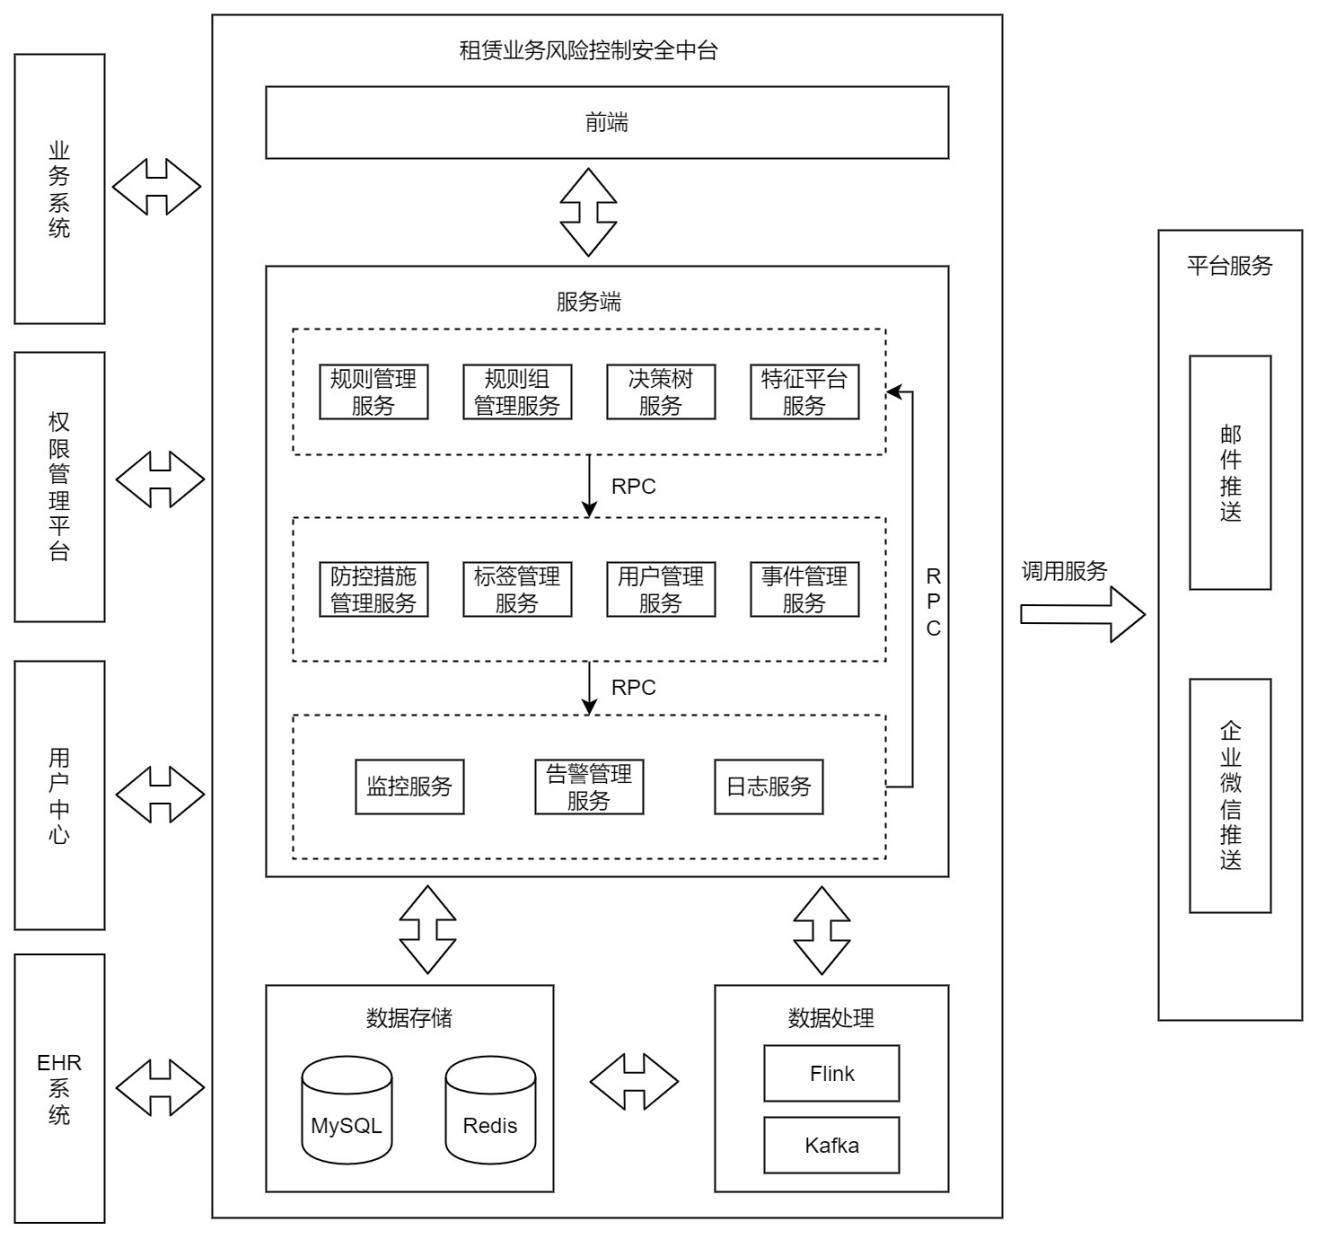 租赁业务风险控制安全中台
前端
服务端
规则管理
服务
规则组
管理服务
决策树
服务
特征平台
服务
RPC
防控措施
管理服务
标签管理
服务
用户管理
服务
事件管理
服务
RPC
RPC
监控服务
告警管理
服务
日志服务
数据存储
MySQL
Redis
数据处理
Flink
Kafka
业务系统
权限管理平台
用户中心
EHR
系统
调用服务
平台服务
邮件推送
企业微信推送